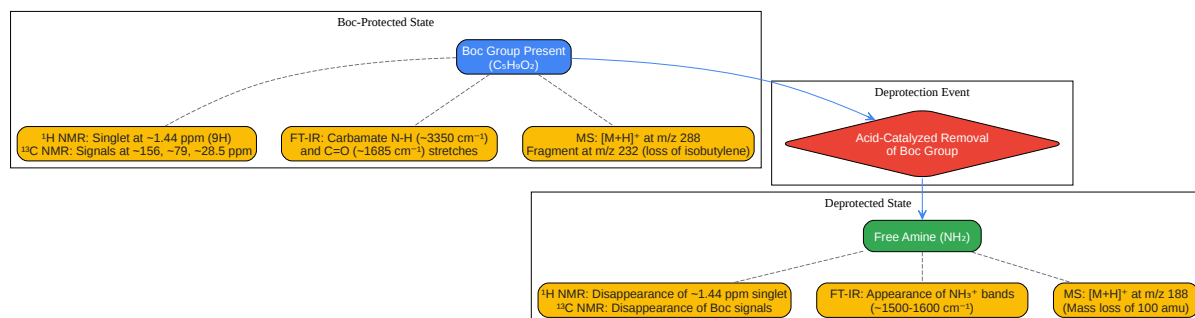 Boc-Protected State
Boc Group Present
(C₅H₉O₂)
¹H NMR: Singlet at ~1.44 ppm (9H)
¹³C NMR: Signals at ~156, ~79, ~28.5 ppm
FT-IR: Carbamate N-H (~3350 cm⁻¹)
and C=O (~1685 cm⁻¹) stretches
MS: [M+H]⁺ at m/z 288
Fragment at m/z 232 (loss of isobutylene)
Deprotection Event
Acid-Catalyzed Removal
of Boc Group
Deprotected State
Free Amine (NH₂)
¹H NMR: Disappearance of ~1.44 ppm singlet
¹³C NMR: Disappearance of Boc signals
FT-IR: Appearance of NH₃⁺ bands
(~1500-1600 cm⁻¹)
MS: [M+H]⁺ at m/z 188
(Mass loss of 100 amu)